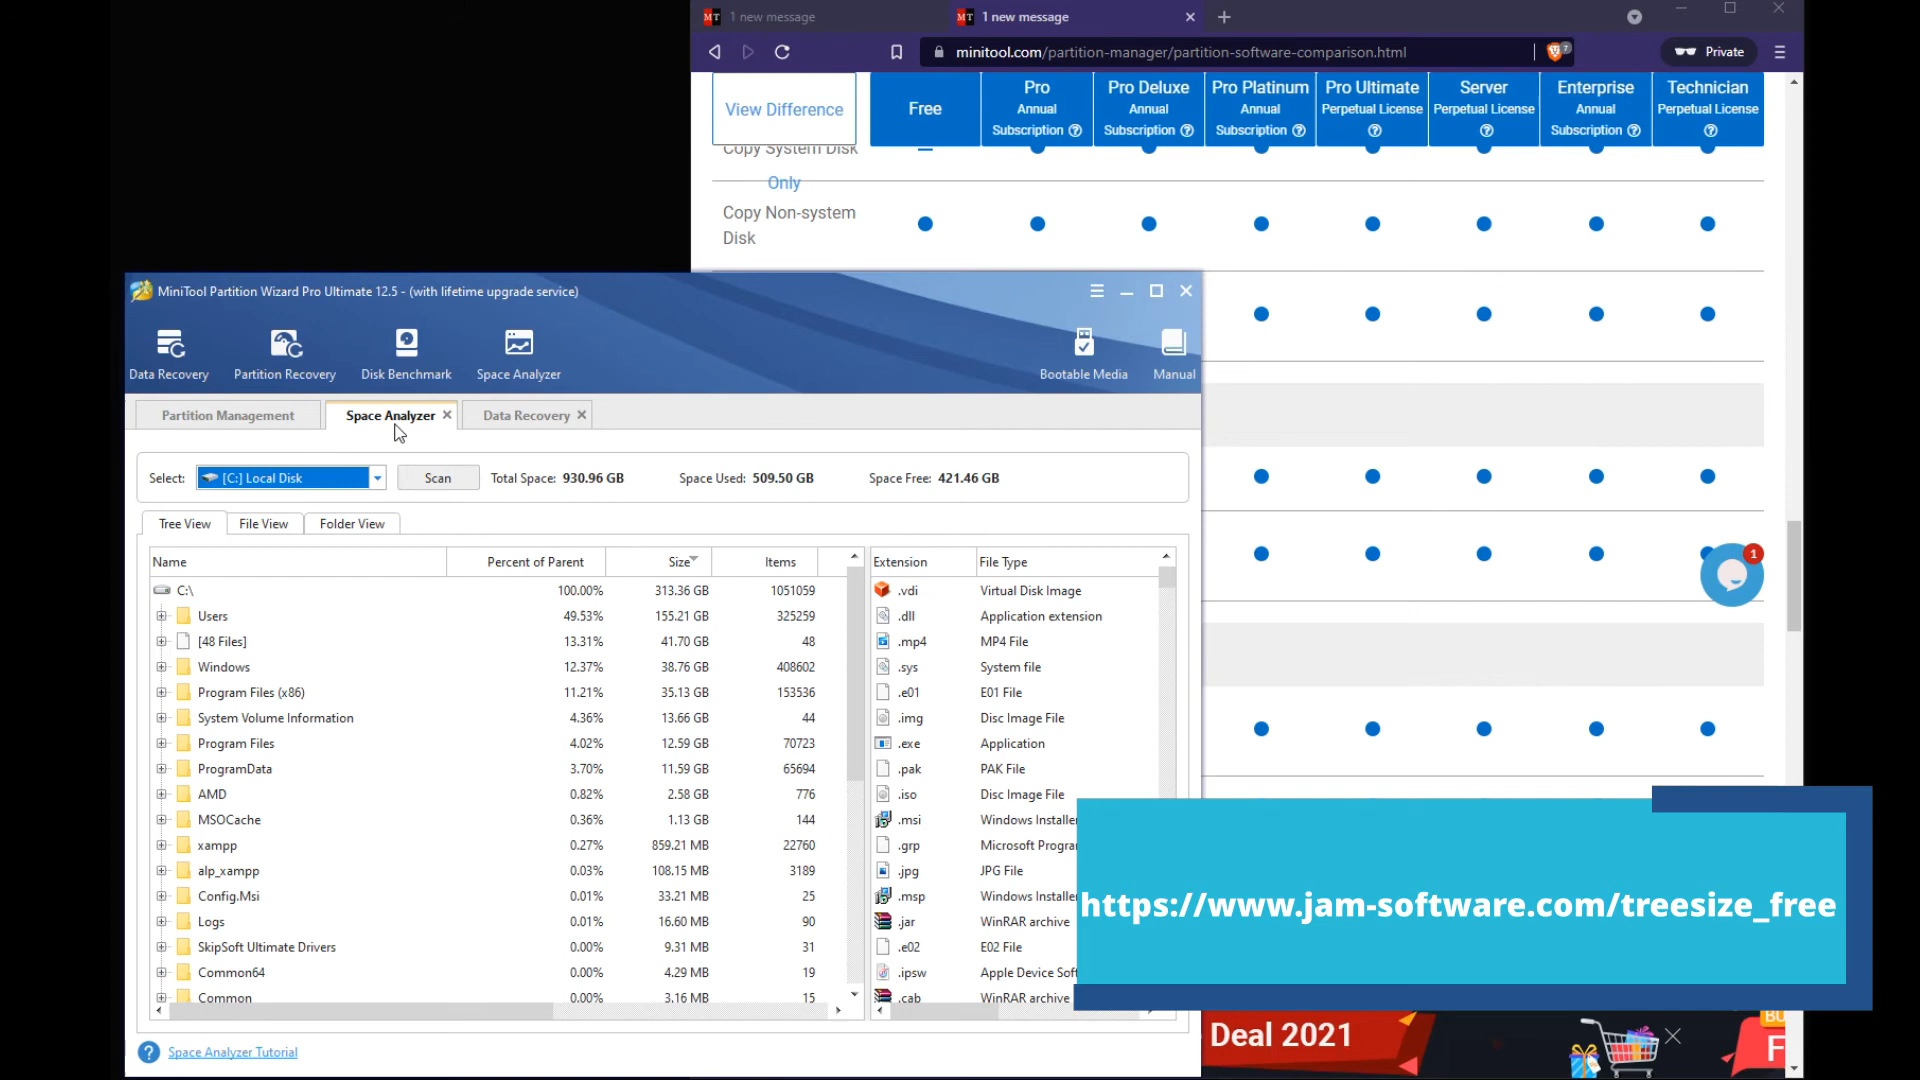 1 new message
1 new message
minitool.com/partition-manager/partition-software-comparison.html
7
Private
View Difference
Free
Pro
Annual
Subscription
Pro Deluxe
Annual
Subscription
Pro Platinum
Annual
Subscription
Pro Ultimate
Perpetual License
Server
Perpetual License
Enterprise
Annual
Subscription
Technician
Perpetual License
Copy System Disk
Only
Copy Non-system
Disk
MiniTool Partition Wizard Pro Ultimate 12.5 - (with lifetime upgrade service)
Data Recovery
Partition Recovery
Disk Benchmark
Space Analyzer
Bootable Media
Manual
Partition Management
Space Analyzer
Data Recovery
Select:
[C:] Local Disk
Scan
Total Space: 930.96 GB
Space Used: 509.50 GB
Space Free: 421.46 GB
Tree View
File View
Folder View
Name Percent of Parent Size Items
C:\ 100.00% 313.36 GB 1051059
Users 49.53% 155.21 GB 325259
[48 Files] 13.31% 41.70 GB 48
Windows 12.37% 38.76 GB 408602
Program Files (x86) 11.21% 35.13 GB 153536
System Volume Information 4.36% 13.66 GB 44
Program Files 4.02% 12.59 GB 70723
ProgramData 3.70% 11.59 GB 65694
AMD 0.82% 2.58 GB 776
MSOCache 0.36% 1.13 GB 144
xampp 0.27% 859.21 MB 22760
alp_xampp 0.03% 108.15 MB 3189
Config.Msi 0.01% 33.21 MB 25
Logs 0.01% 16.60 MB 90
SkipSoft Ultimate Drivers 0.00% 9.31 MB 31
Common64 0.00% 4.29 MB 19
Common 0.00% 3.16 MB 15
Extension File Type
.vdi Virtual Disk Image
.dll Application extension
.mp4 MP4 File
.sys System file
.e01 E01 File
.img Disc Image File
.exe Application
.pak PAK File
.iso Disc Image File
.msi Windows Installer
.grp Microsoft Progra
.jpg JPG File
.msp Windows Installer
.jar WinRAR archive
.e02 E02 File
.ipsw Apple Device Soft
.cab WinRAR archive
1
https://www.jam-software.com/treesize_free
Deal 2021
BU
F
Space Analyzer Tutorial